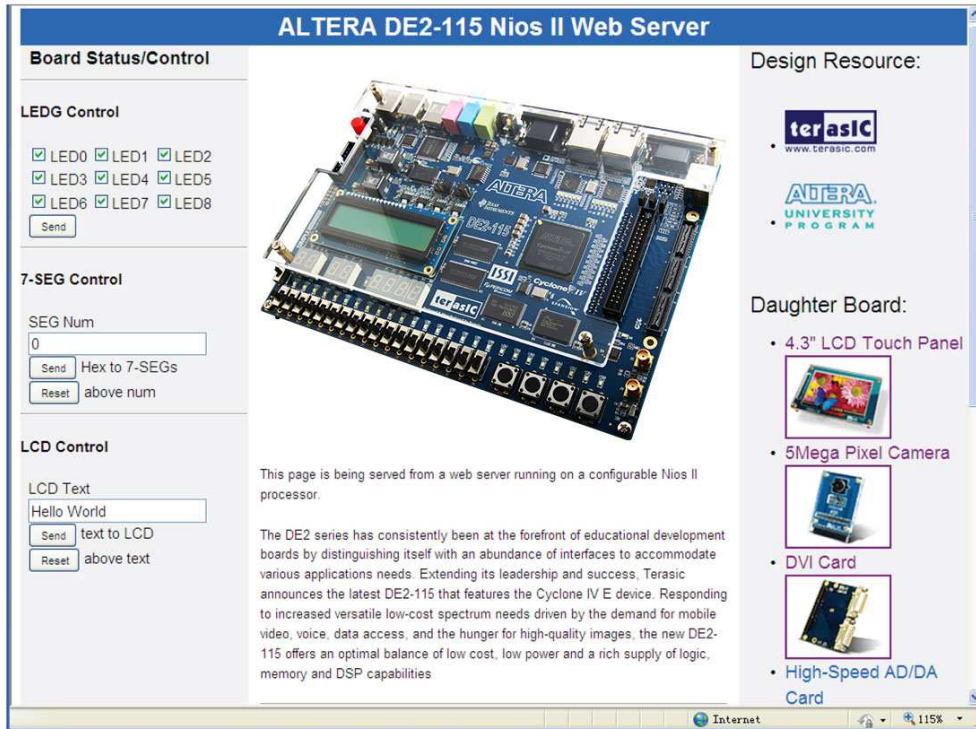 ALTERA DE2-115 Nios II Web Server
Board Status/Control
LEDG Control
LED0 LED1 LED2
LED3 LED4 LED5
LED6 LED7 LED8
Send
7-SEG Control
SEG Num
0
Send Hex to 7-SEGs
Reset above num
LCD Control
LCD Text
Hello World
Send text to LCD
Reset above text
ALTERA
TEXAS INSTRUMENTS
DE2-115
ISSI
Cyclone IV
terasIC
This page is being served from a web server running on a configurable Nios II
processor.
The DE2 series has consistently been at the forefront of educational development
boards by distinguishing itself with an abundance of interfaces to accommodate
various applications needs. Extending its leadership and success, Terasic
announces the latest DE2-115 that features the Cyclone IV E device. Responding
to increased versatile low-cost spectrum needs driven by the demand for mobile
video, voice, data access, and the hunger for high-quality images, the new DE2-
115 offers an optimal balance of low cost, low power and a rich supply of logic,
memory and DSP capabilities
Design Resource:
terasIC
www.terasic.com
ALTERA.
UNIVERSITY
PROGRAM
Daughter Board:
4.3" LCD Touch Panel
5Mega Pixel Camera
DVI Card
High-Speed AD/DA
Card
Internet
115%